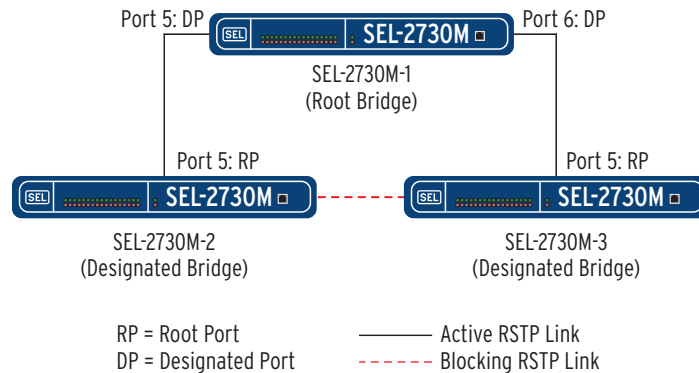 Port 5: DP
Port 6: DP
SEL SEL-2730M
SEL-2730M-1
(Root Bridge)
Port 5: RP
Port 5: RP
SEL SEL-2730M
SEL SEL-2730M
SEL-2730M-2
(Designated Bridge)
SEL-2730M-3
(Designated Bridge)
RP = Root Port
DP = Designated Port
Active RSTP Link
Blocking RSTP Link